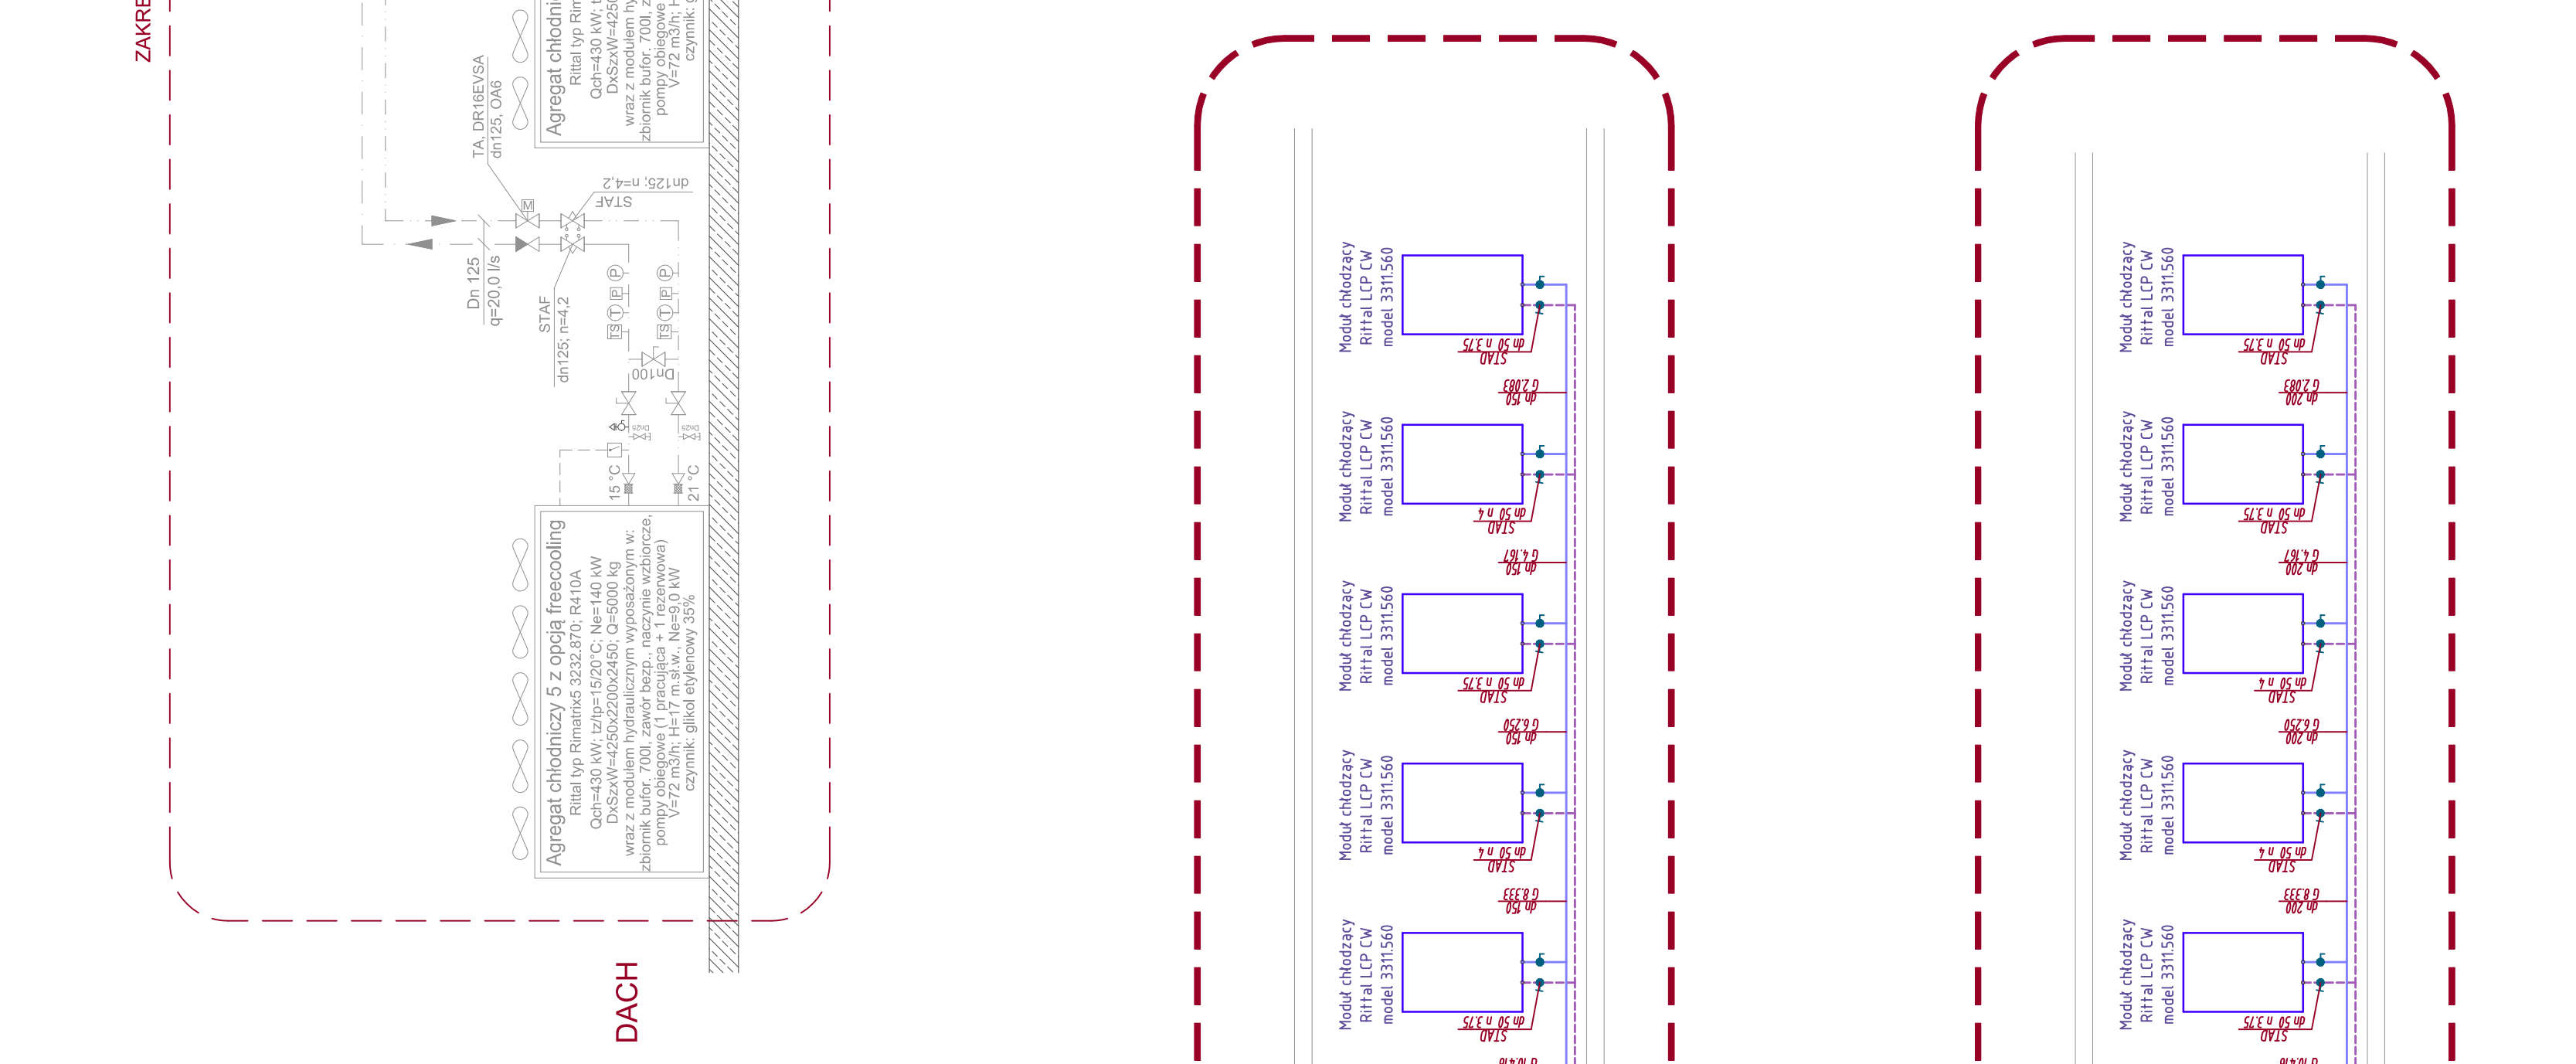 ZAKRE
Agregat chłodni
Rittal typ Rim
Qch=430 kW; t
DxSzxW=4250
wraz z modułem hy
zbiornik bufor. 700l, z
pompy obiegowe
V=72 m3/h; H
czynnik: g
TA, DR16EVSA
dn125, OA6
M
STAF
dn125; n=4,2
Dn 125
q=20,0 l/s
STAF
dn125; n=4,2
TS T P P
TS T P P
Dn100
Dn25
Dn25
15 °C
21 °C
Agregat chłodniczy 5 z opcją freecooling
Rittal typ Rimatrix5 3232.870; R410A
Qch=430 kW; tz/tp=15/20°C; Ne=140 kW
DxSzxW=4250x2200x2450; Q=5000 kg
wraz z modułem hydraulicznym wyposażonym w:
zbiornik bufor. 700l, zawór bezp., naczynie wzbiorcze,
pompy obiegowe (1 pracująca + 1 rezerwowa)
V=72 m3/h; H=17 m.sł.w., Ne=9,0 kW
czynnik: glikol etylenowy 35%
DACH
Moduł chłodzący
Rittal LCP CW
model 3311.560
STAD
dn 50 n 3.75
dn 150
G 2.083
Moduł chłodzący
Rittal LCP CW
model 3311.560
STAD
dn 50 n 4
dn 150
G 4.167
Moduł chłodzący
Rittal LCP CW
model 3311.560
STAD
dn 50 n 3.75
dn 150
G 6.250
Moduł chłodzący
Rittal LCP CW
model 3311.560
STAD
dn 50 n 4
dn 150
G 8.333
Moduł chłodzący
Rittal LCP CW
model 3311.560
STAD
dn 50 n 3.75
G 10.416
Moduł chłodzący
Rittal LCP CW
model 3311.560
STAD
dn 50 n 3.75
dn 200
G 2.083
Moduł chłodzący
Rittal LCP CW
model 3311.560
STAD
dn 50 n 3.75
dn 200
G 4.167
Moduł chłodzący
Rittal LCP CW
model 3311.560
STAD
dn 50 n 4
dn 200
G 6.250
Moduł chłodzący
Rittal LCP CW
model 3311.560
STAD
dn 50 n 4
dn 200
G 8.333
Moduł chłodzący
Rittal LCP CW
model 3311.560
STAD
dn 50 n 3.75
G 10.416